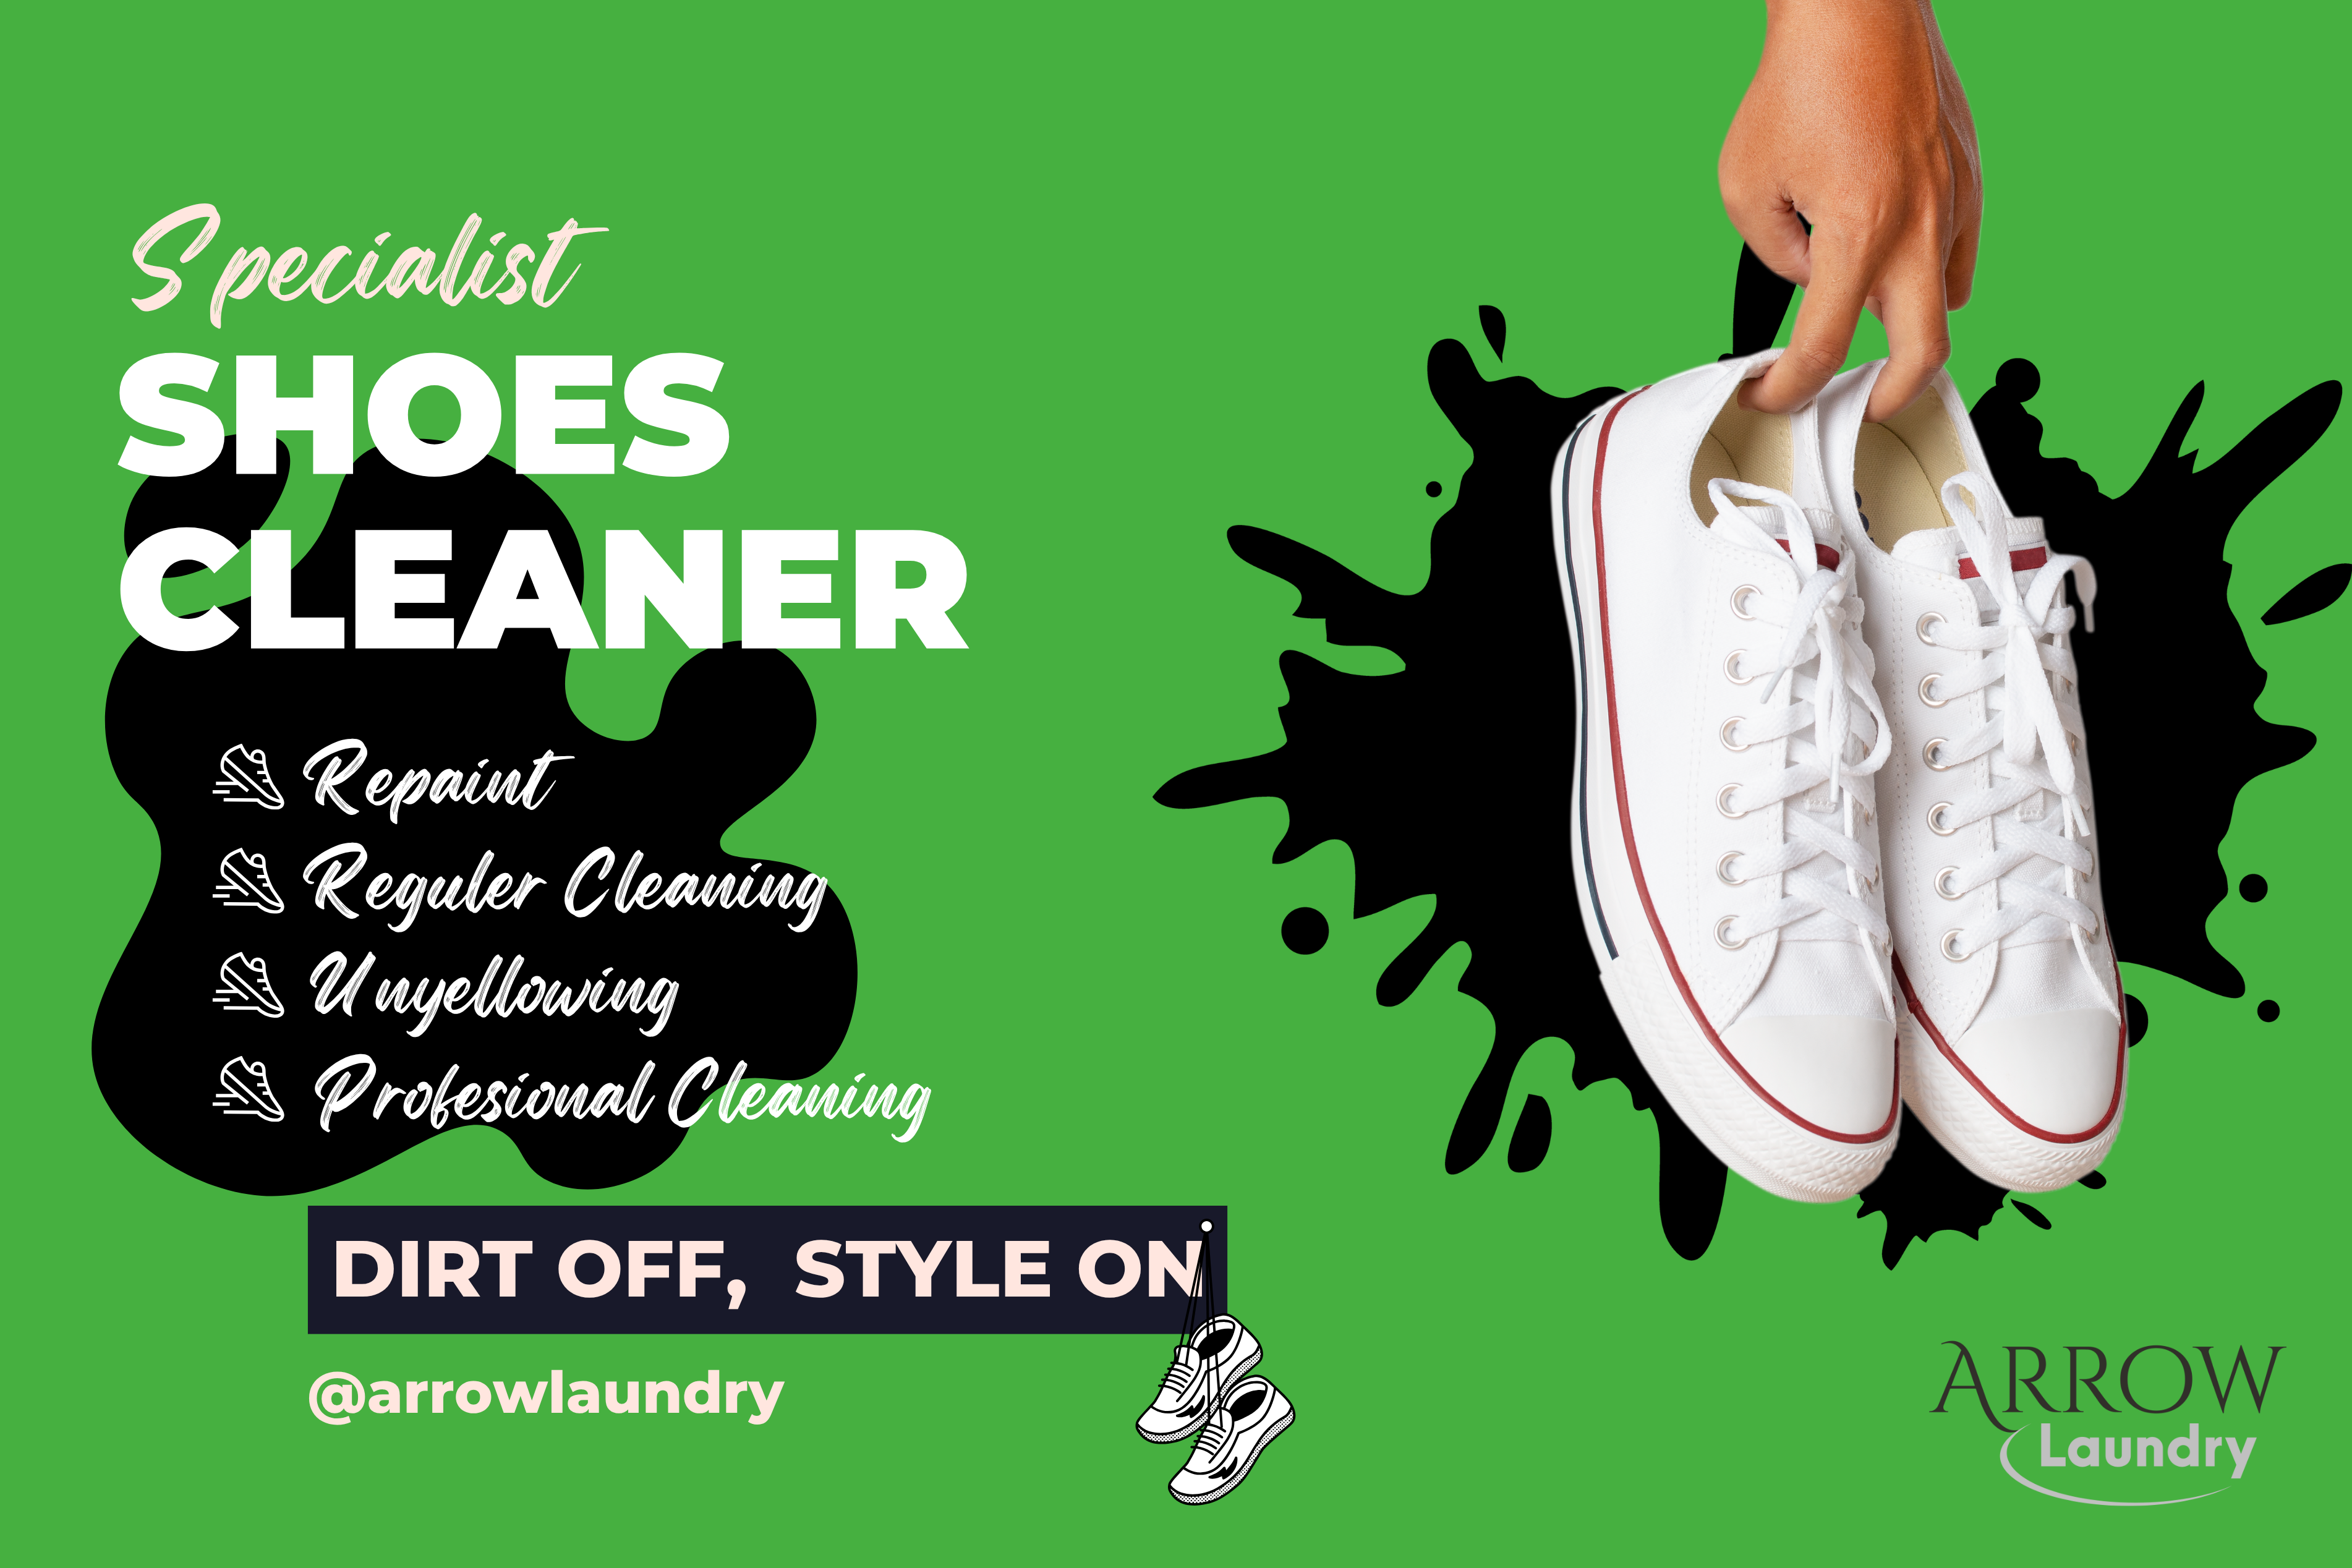 Specialist
SHOES
CLEANER
Repaint
Reguler Cleaning
Unyellowing
Profesional Cleaning
DIRT OFF, STYLE ON
@arrowlaundry
ARROW
Laundry